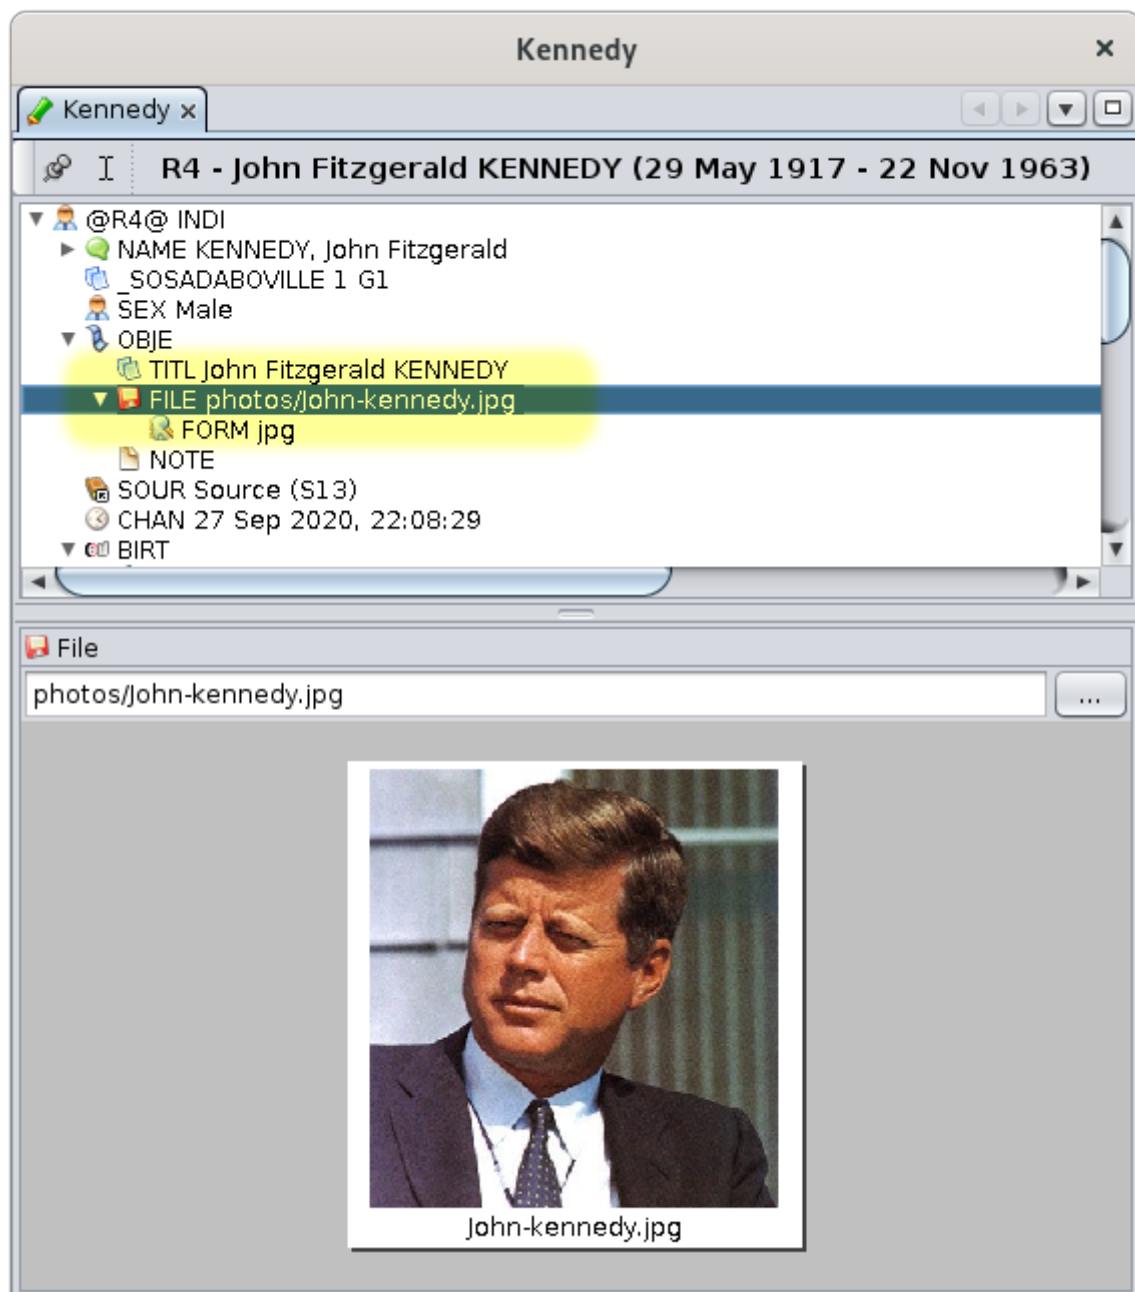 Kennedy
Kennedy
R4 - John Fitzgerald KENNEDY (29 May 1917 - 22 Nov 1963)
@R4@ INDI
NAME KENNEDY, John Fitzgerald
_SOSADABOVILLE 1 G1
SEX Male
OBJE
TITL John Fitzgerald KENNEDY
FILE photos/John-kennedy.jpg
FORM jpg
NOTE
SOUR Source (S13)
CHAN 27 Sep 2020, 22:08:29
BIRT
File
photos/John-kennedy.jpg
...
John-kennedy.jpg